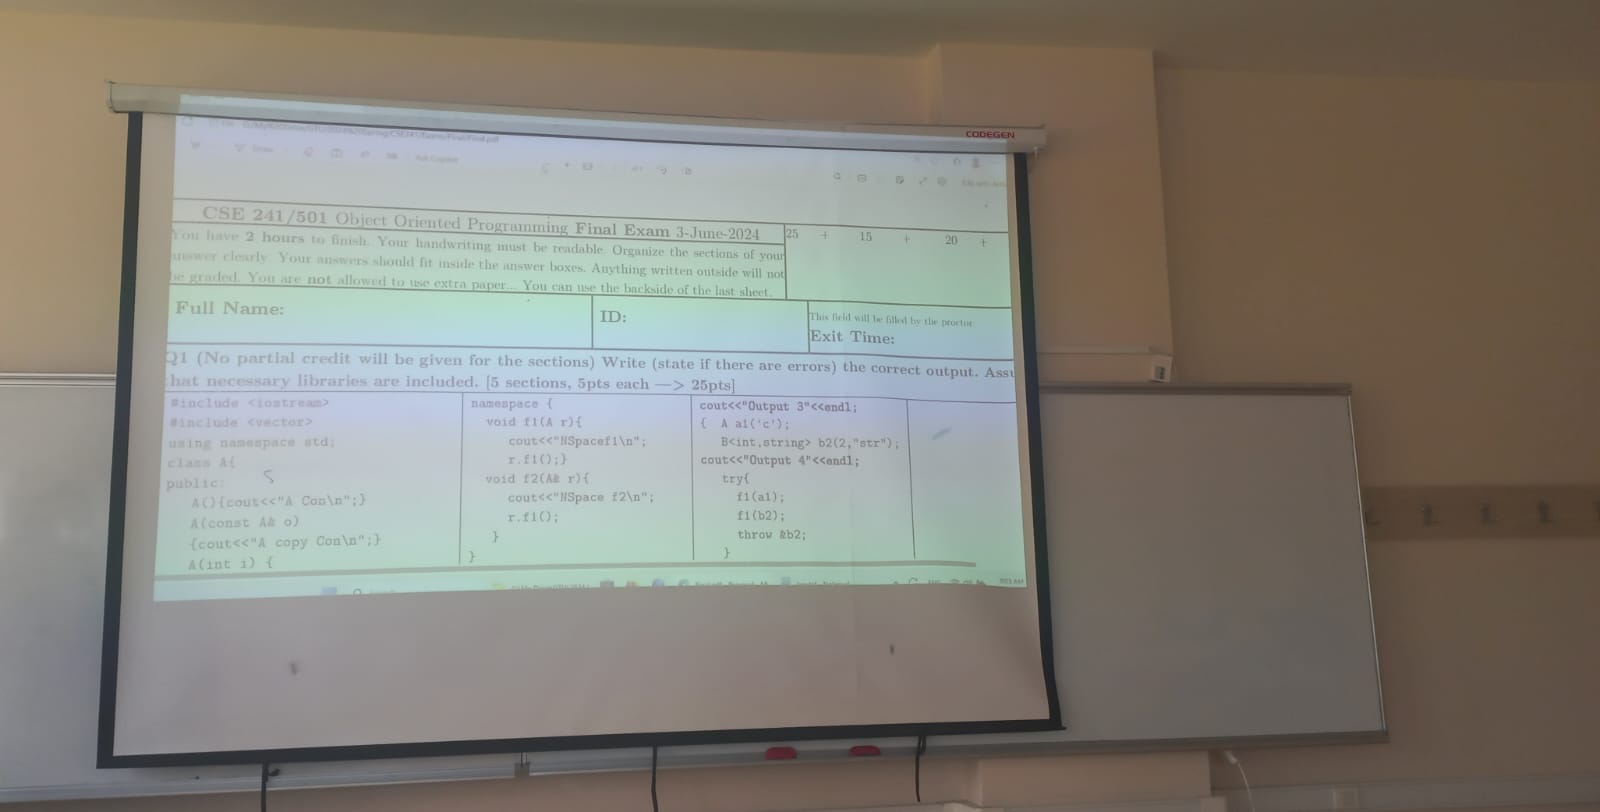 CODEGEN
CSE 241/501 Object Oriented Programming Final Exam 3-June-2024
25 + 15 + 20 +
You have 2 hours to finish. Your handwriting must be readable. Organize the sections of your
answer clearly. Your answers should fit inside the answer boxes. Anything written outside will not
be graded. You are not allowed to use extra paper... You can use the backside of the last sheet.
Full Name:
ID:
This field will be filled by the proctor
Exit Time:
Q1 (No partial credit will be given for the sections) Write (state if there are errors) the correct output. Assu
that necessary libraries are included. [5 sections, 5pts each —> 25pts]
#include <iostream>
#include <vector>
using namespace std;
class A{
public:
A(){cout<<"A Con\n";}
A(const A& o)
{cout<<"A copy Con\n";}
A(int i) {
namespace {
void f1(A r){
cout<<"NSpacef1\n";
r.f1();}
void f2(A& r){
cout<<"NSpace f2\n";
r.f1();
}
}
cout<<"Output 3"<<endl;
{ A a1('c');
B<int,string> b2(2,"str");
cout<<"Output 4"<<endl;
try{
f1(a1);
f1(b2);
throw &b2;
}